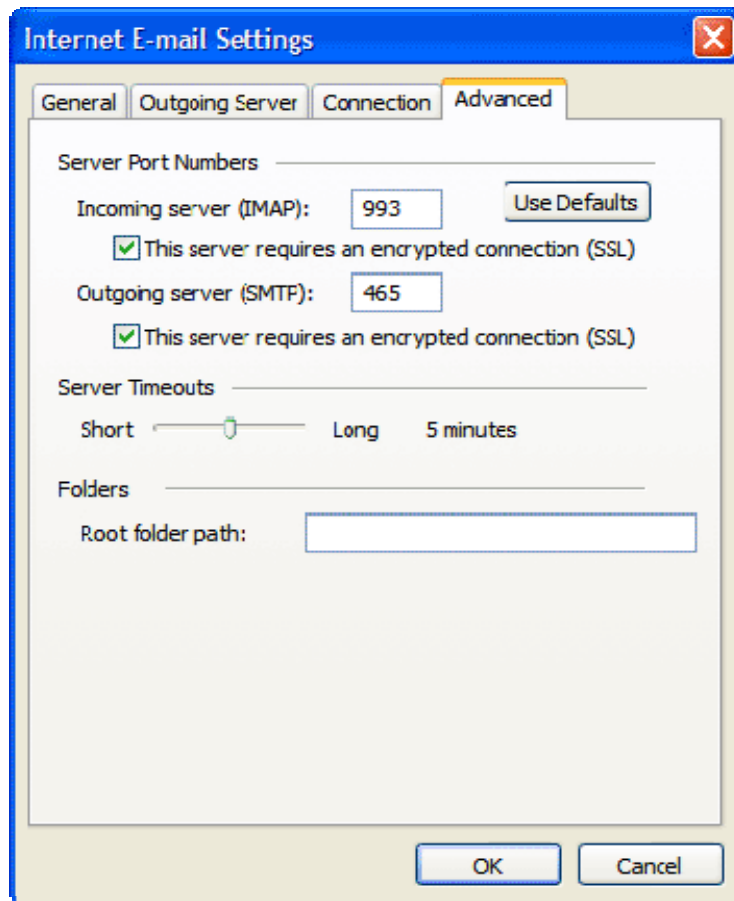 Internet E-mail Settings
General Outgoing Server Connection Advanced
Server Port Numbers
Incoming server (IMAP): 993 Use Defaults
This server requires an encrypted connection (SSL)
Outgoing server (SMTP): 465
This server requires an encrypted connection (SSL)
Server Timeouts
Short Long 5 minutes
Folders
Root folder path:
OK Cancel